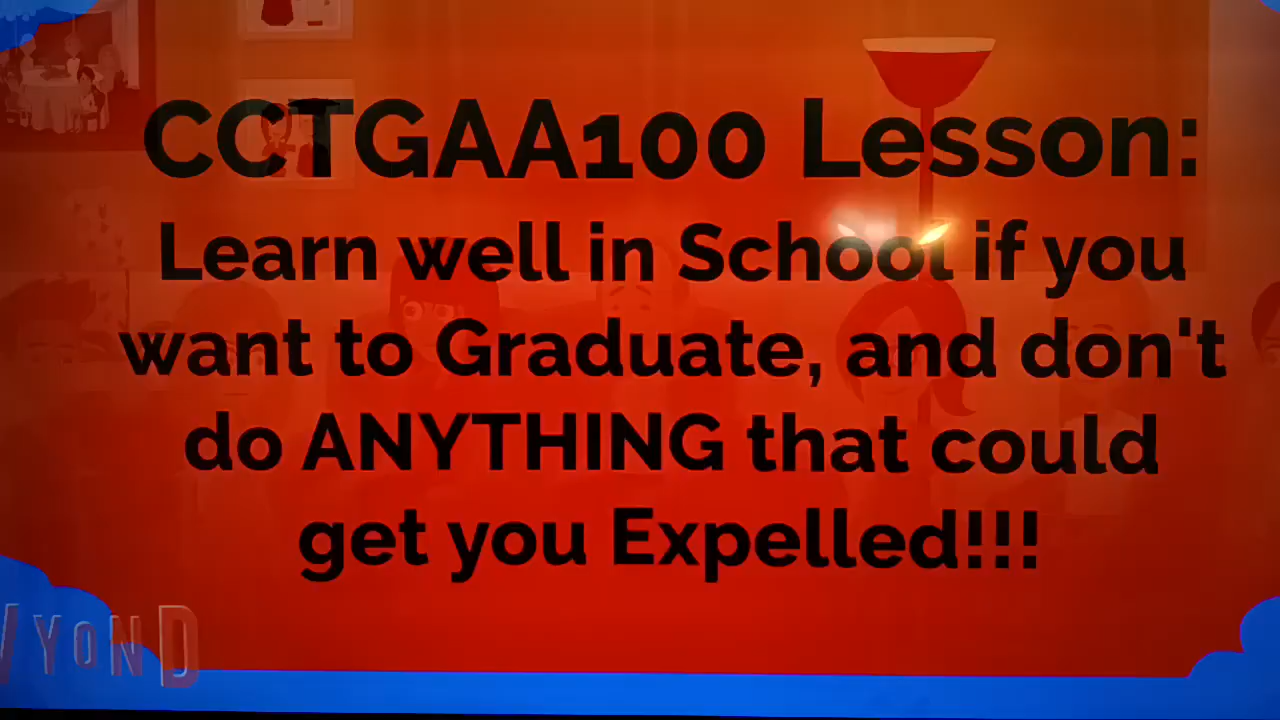 CCTGAA100 Lesson:
Learn well in School if you
want to Graduate, and don't
do ANYTHING that could
get you Expelled!!!
VYOND